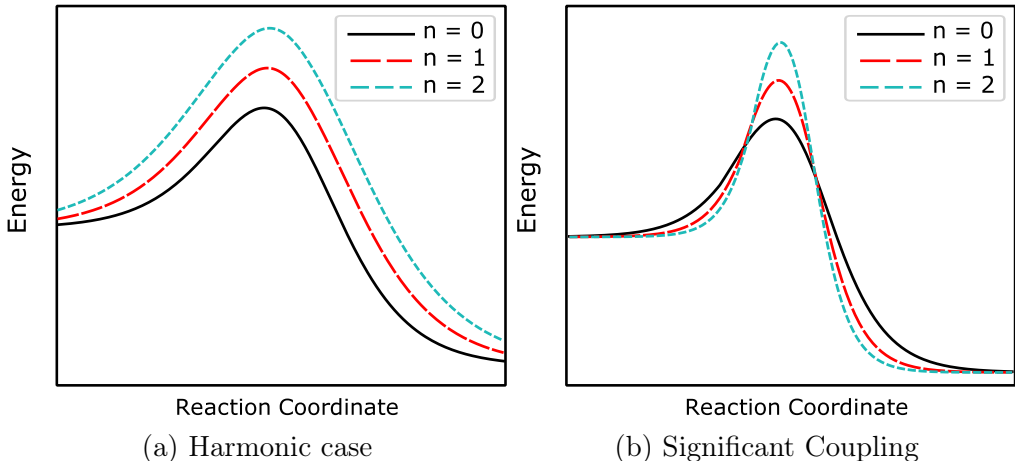 n = 0
n = 1
n = 2
Energy
Reaction Coordinate
(a) Harmonic case
n = 0
n = 1
n = 2
Energy
Reaction Coordinate
(b) Significant Coupling